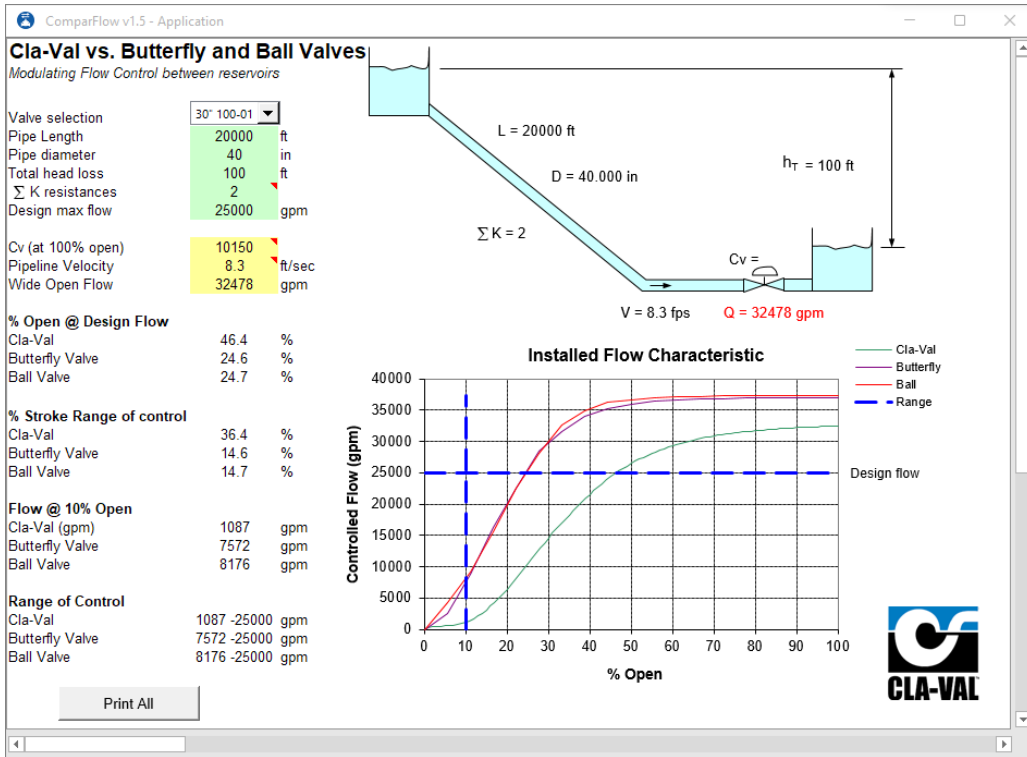 ComparFlow v1.5 - Application
Cla-Val vs. Butterfly and Ball Valves
Modulating Flow Control between reservoirs
Valve selection 30" 100-01
Pipe Length 20000 ft
Pipe diameter 40 in
Total head loss 100 ft
Σ K resistances 2
Design max flow 25000 gpm
Cv (at 100% open) 10150
Pipeline Velocity 8.3 ft/sec
Wide Open Flow 32478 gpm
% Open @ Design Flow
Cla-Val 46.4 %
Butterfly Valve 24.6 %
Ball Valve 24.7 %
% Stroke Range of control
Cla-Val 36.4 %
Butterfly Valve 14.6 %
Ball Valve 14.7 %
Flow @ 10% Open
Cla-Val (gpm) 1087 gpm
Butterfly Valve 7572 gpm
Ball Valve 8176 gpm
Range of Control
Cla-Val 1087 -25000 gpm
Butterfly Valve 7572 -25000 gpm
Ball Valve 8176 -25000 gpm
Print All
L = 20000 ft
D = 40.000 in
hT = 100 ft
Σ K = 2
Cv =
V = 8.3 fps Q = 32478 gpm
Installed Flow Characteristic
Cla-Val
Butterfly
Ball
Range
Controlled Flow (gpm)
40000
35000
30000
25000
20000
15000
10000
5000
0
Design flow
0 10 20 30 40 50 60 70 80 90 100
% Open
CLA-VAL